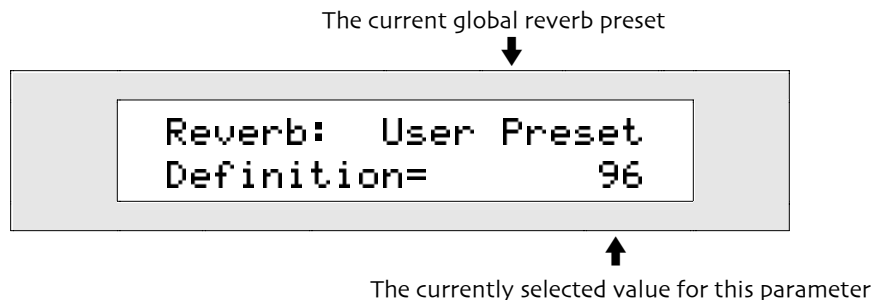 The current global reverb preset
Reverb: User Preset
Definition= 96
The currently selected value for this parameter